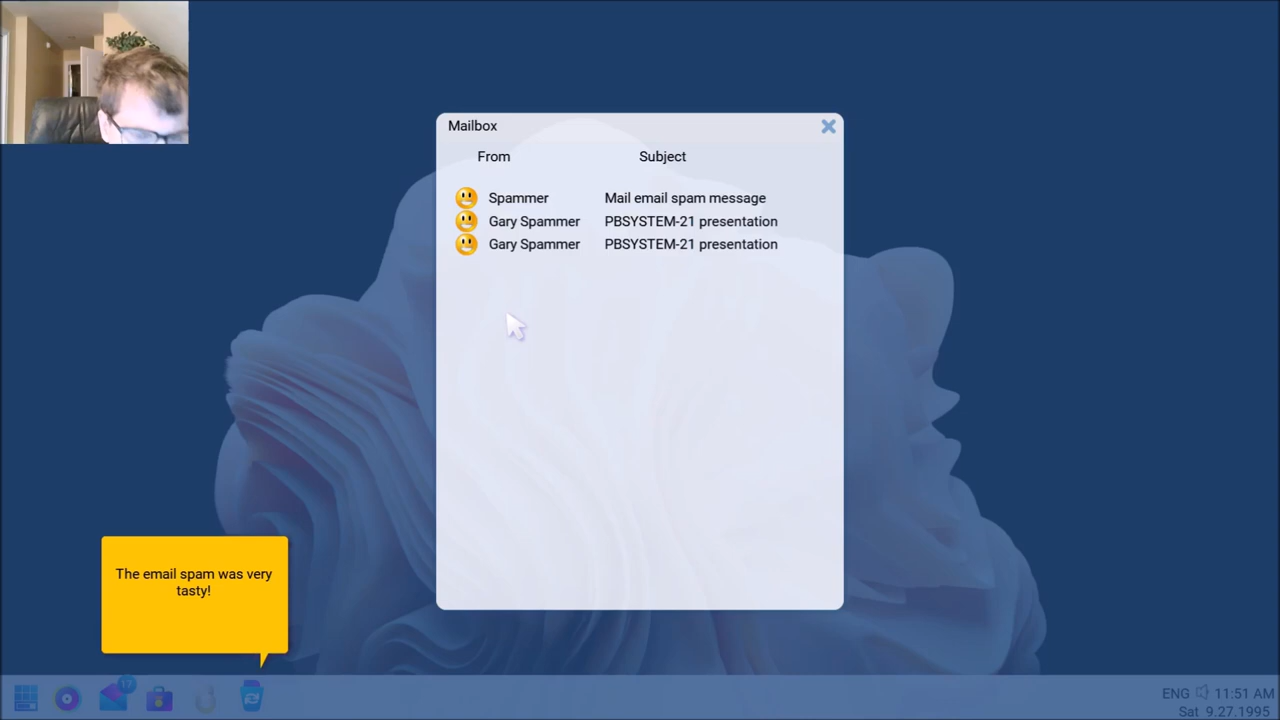 Mailbox
From Subject
Spammer Mail email spam message
Gary Spammer PBSYSTEM-21 presentation
Gary Spammer PBSYSTEM-21 presentation
The email spam was very
tasty!
17
ENG 11:51 AM
Sat 9.27.1995